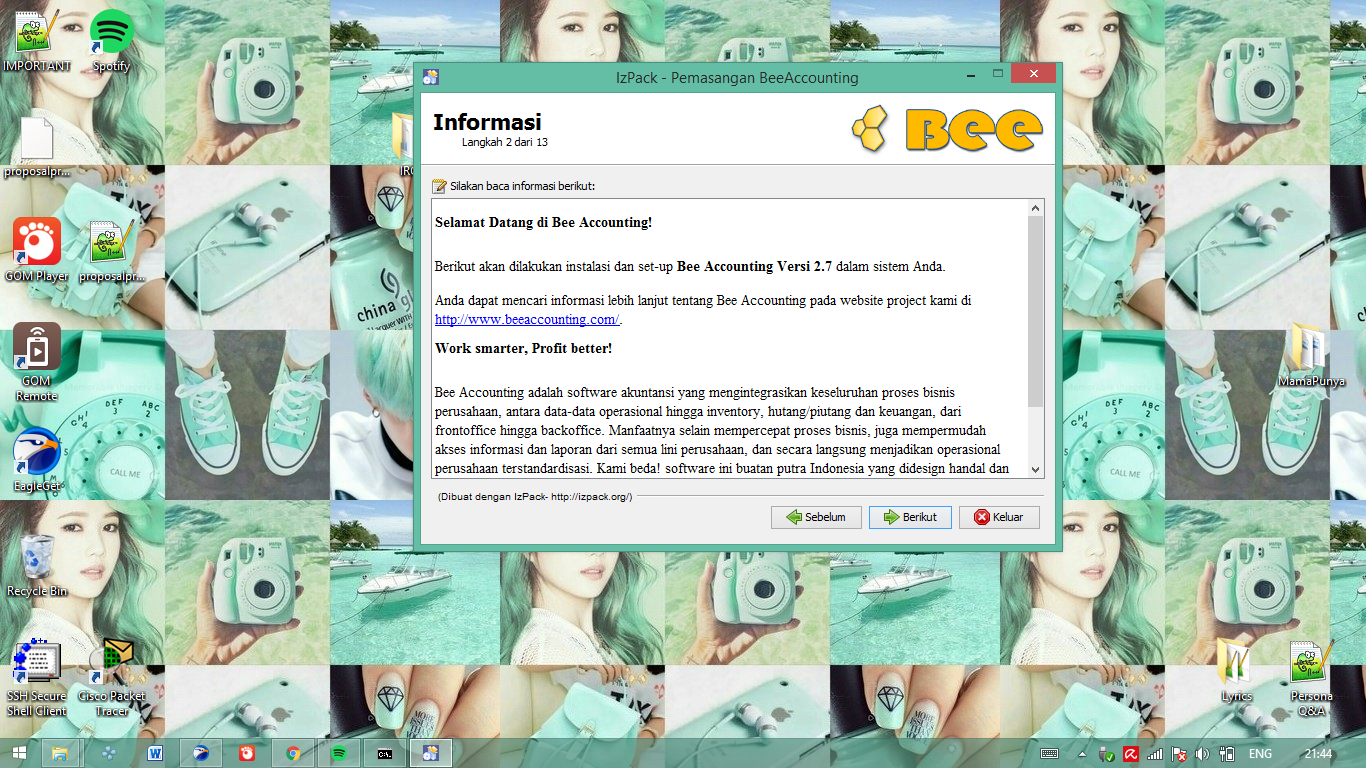 IMPORTANT
Spotify
proposalpr...
GOM Player
proposalpr...
GOM
Remote
EagleGet
Recycle Bin
SSH Secure
Shell Client
Cisco Packet
Tracer
IzPack - Pemasangan BeeAccounting
Informasi
Langkah 2 dari 13
Bee
Silakan baca informasi berikut:
Selamat Datang di Bee Accounting!
Berikut akan dilakukan instalasi dan set-up Bee Accounting Versi 2.7 dalam sistem Anda.
Anda dapat mencari informasi lebih lanjut tentang Bee Accounting pada website project kami di
http://www.beeaccounting.com/.
Work smarter, Profit better!
Bee Accounting adalah software akuntansi yang mengintegrasikan keseluruhan proses bisnis
perusahaan, antara data-data operasional hingga inventory, hutang/piutang dan keuangan, dari
frontoffice hingga backoffice. Manfaatnya selain mempercepat proses bisnis, juga mempermudah
akses informasi dan laporan dari semua lini perusahaan, dan secara langsung menjadikan operasional
perusahaan terstandardisasi. Kami beda! software ini buatan putra Indonesia yang didesign handal dan
(Dibuat dengan IzPack- http://izpack.org/)
Sebelum
Berikut
Keluar
china gl
CALL ME
CALL ME
MamaPunya
Lyrics
Persona
Q&A
ENG
21:44